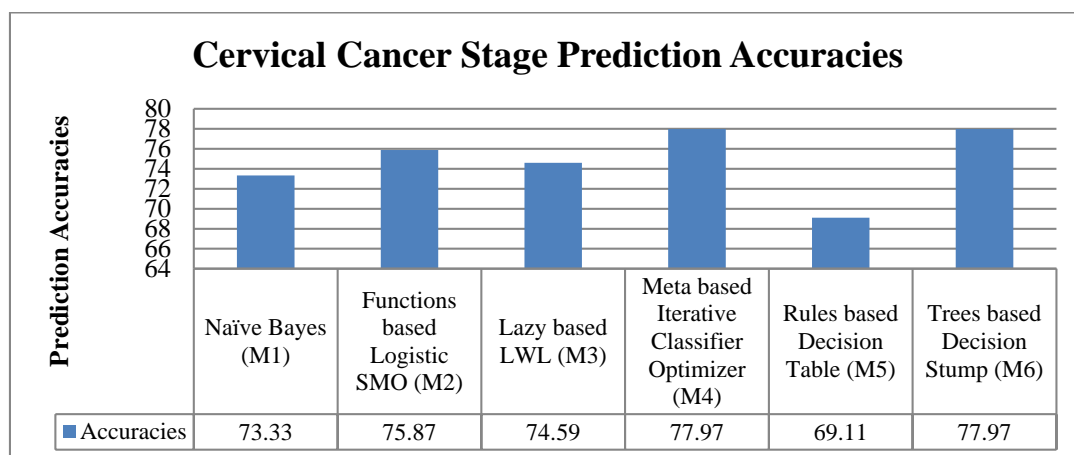 Cervical Cancer Stage Prediction Accuracies
Prediction Accuracies
80
78
76
74
72
70
68
66
64
Naïve Bayes
(M1)
Functions
based
Logistic
SMO (M2)
Lazy based
LWL (M3)
Meta based
Iterative
Classifier
Optimizer
(M4)
Rules based
Decision
Table (M5)
Trees based
Decision
Stump (M6)
Accuracies 73.33 75.87 74.59 77.97 69.11 77.97